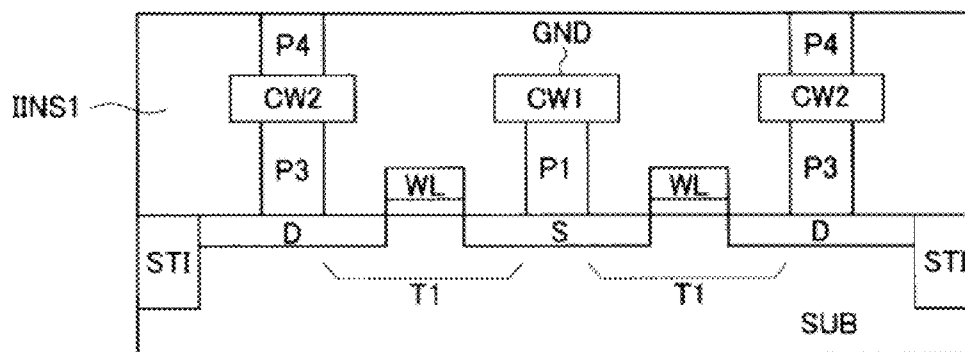 P4 GND P4
IINS1 CW2 CW1 CW2
P3 WL P1 WL P3
STI D S D STI
T1 T1
SUB